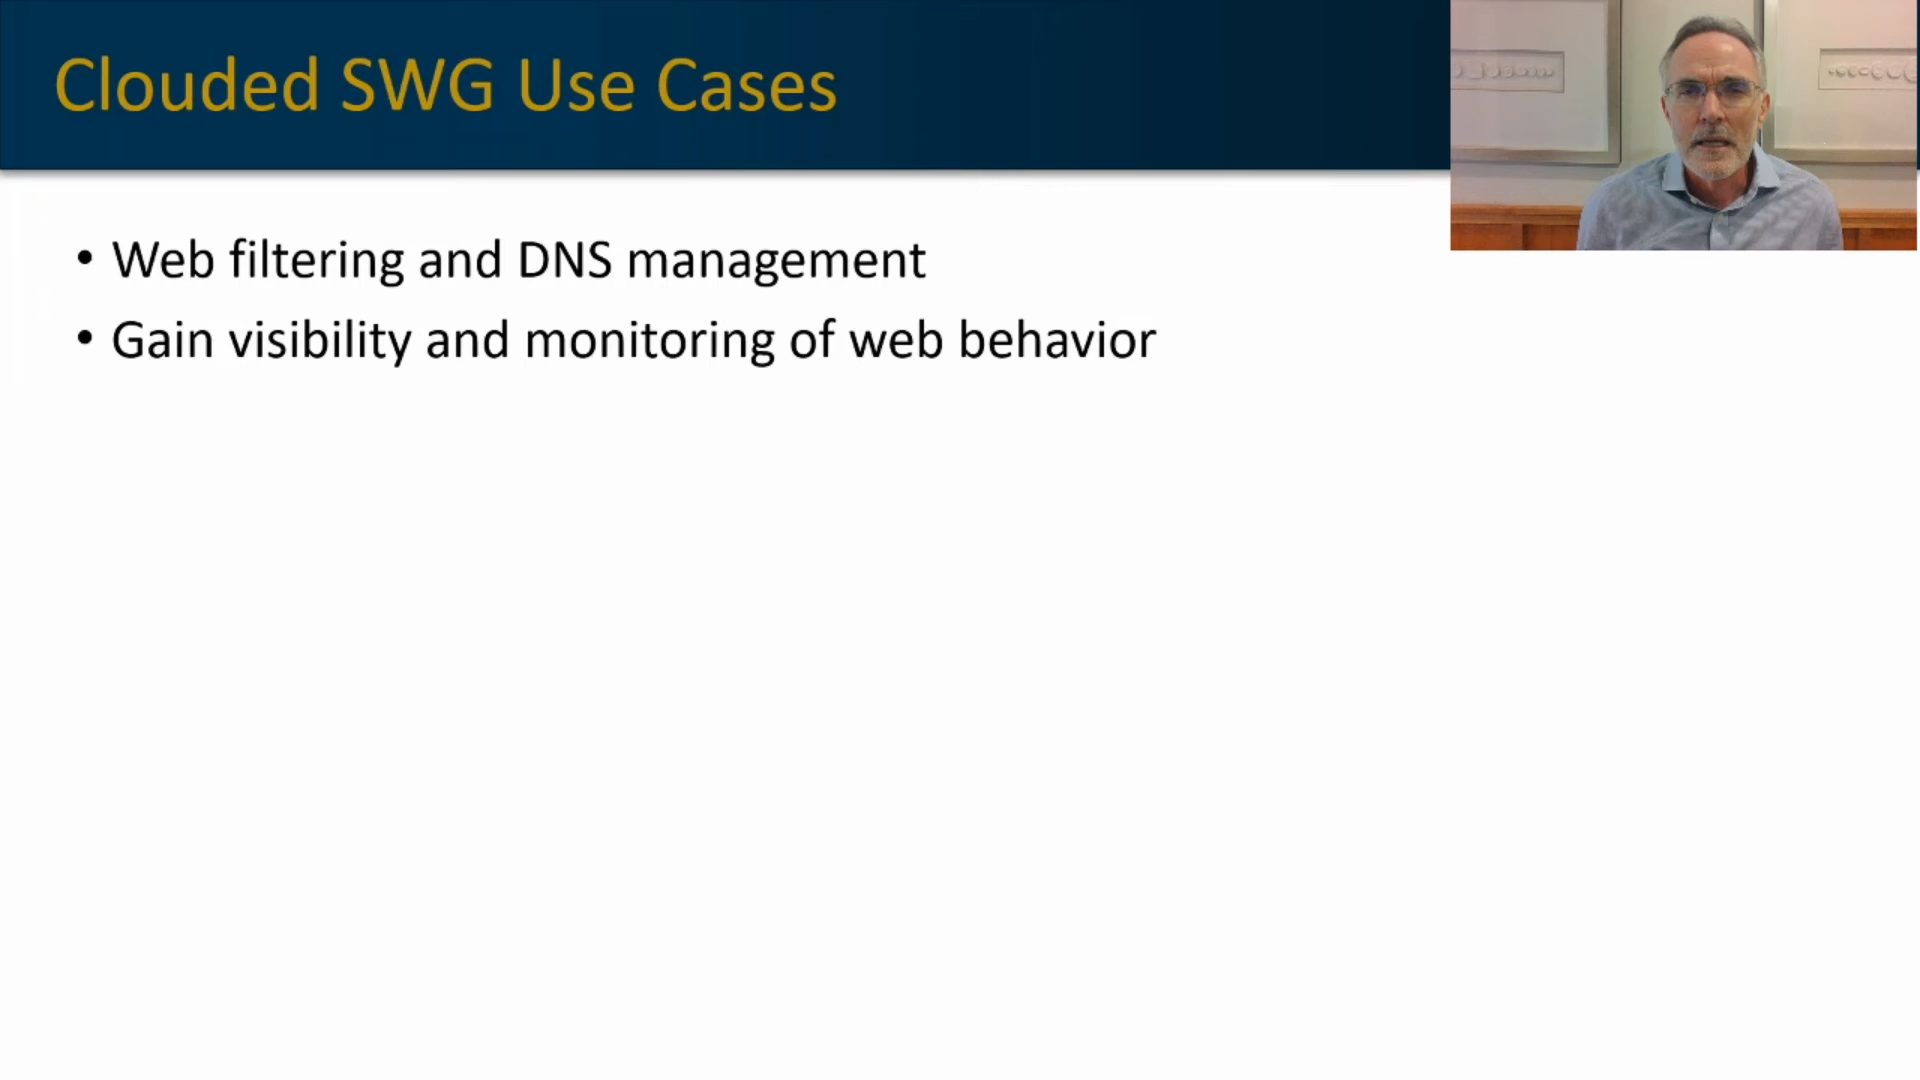 Clouded SWG Use Cases
• Web filtering and DNS management
• Gain visibility and monitoring of web behavior